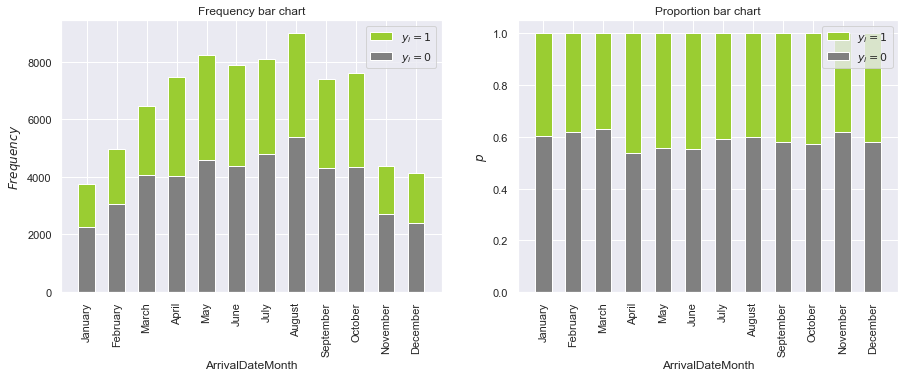 Frequency bar chart
Frequency
8000
6000
4000
2000
0
y_i = 1
y_i = 0
January
February
March
April
May
June
July
August
September
October
November
December
ArrivalDateMonth
Proportion bar chart
p
1.0
0.8
0.6
0.4
0.2
0.0
y_i = 1
y_i = 0
January
February
March
April
May
June
July
August
September
October
November
December
ArrivalDateMonth